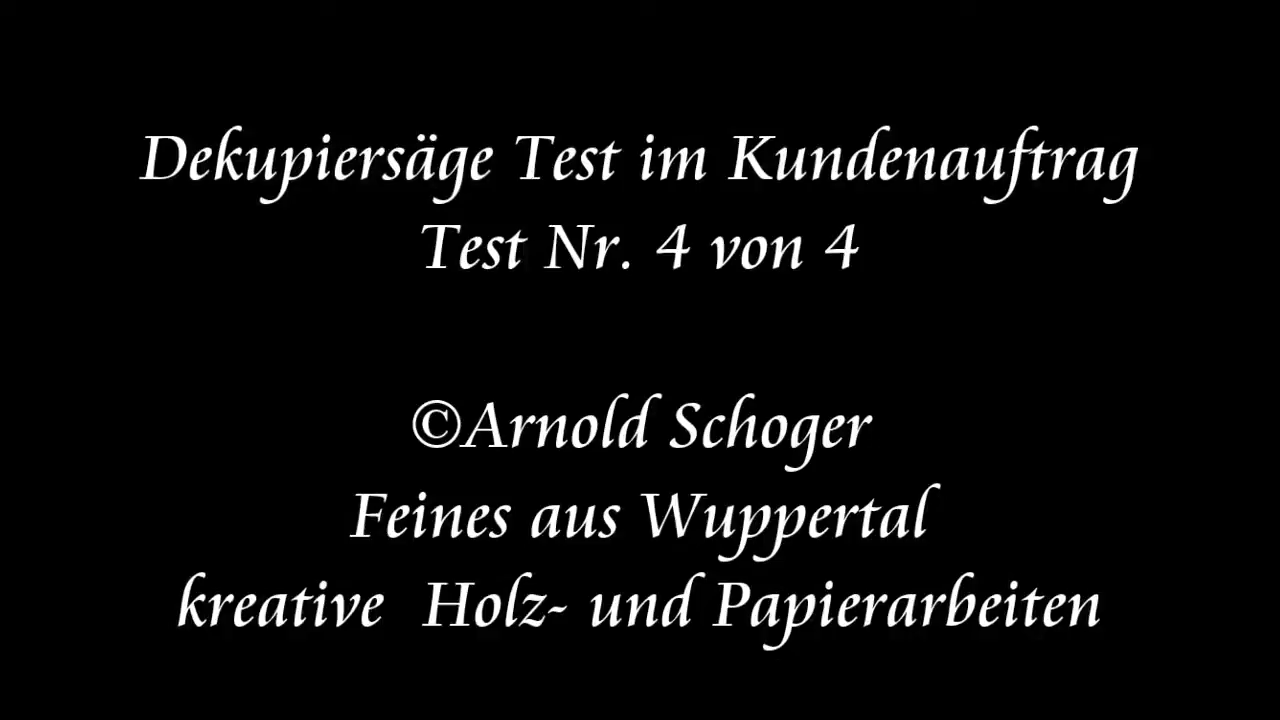 Dekupiersäge Test im Kundenauftrag
Test Nr. 4 von 4
©Arnold Schoger
Feines aus Wuppertal
kreative  Holz- und Papierarbeiten